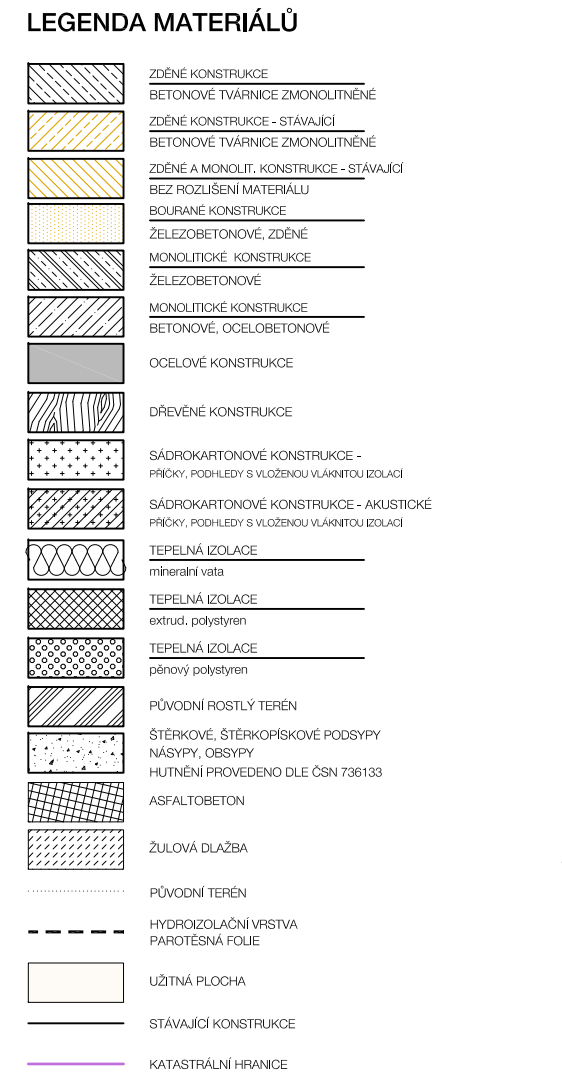 LEGENDA MATERIÁLŮ
ZDĚNÉ KONSTRUKCE
BETONOVÉ TVÁRNICE ZMONOLITNĚNÉ
ZDĚNÉ KONSTRUKCE - STÁVAJÍCÍ
BETONOVÉ TVÁRNICE ZMONOLITNĚNÉ
ZDĚNÉ A MONOLIT. KONSTRUKCE - STÁVAJÍCÍ
BEZ ROZLIŠENÍ MATERIÁLU
BOURANÉ KONSTRUKCE
ŽELEZOBETONOVÉ, ZDĚNÉ
MONOLITICKÉ KONSTRUKCE
ŽELEZOBETONOVÉ
MONOLITICKÉ KONSTRUKCE
BETONOVÉ, OCELOBETONOVÉ
OCELOVÉ KONSTRUKCE
DŘEVĚNÉ KONSTRUKCE
SÁDROKARTONOVÉ KONSTRUKCE -
PŘÍČKY, PODHLEDY S VLOŽENOU VLÁKNITOU IZOLACÍ
SÁDROKARTONOVÉ KONSTRUKCE - AKUSTICKÉ
PŘÍČKY, PODHLEDY S VLOŽENOU VLÁKNITOU IZOLACÍ
TEPELNÁ IZOLACE
mineralní vata
TEPELNÁ IZOLACE
extrud. polystyren
TEPELNÁ IZOLACE
pěnový polystyren
PŮVODNÍ ROSTLÝ TERÉN
ŠTĚRKOVÉ, ŠTĚRKOPÍSKOVÉ PODSYPY
NÁSYPY, OBSYPY
HUTNĚNÍ PROVEDENO DLE ČSN 736133
ASFALTOBETON
ŽULOVÁ DLAŽBA
PŮVODNÍ TERÉN
HYDROIZOLAČNÍ VRSTVA
PAROTĚSNÁ FOLIE
UŽITNÁ PLOCHA
STÁVAJÍCÍ KONSTRUKCE
KATASTRÁLNÍ HRANICE